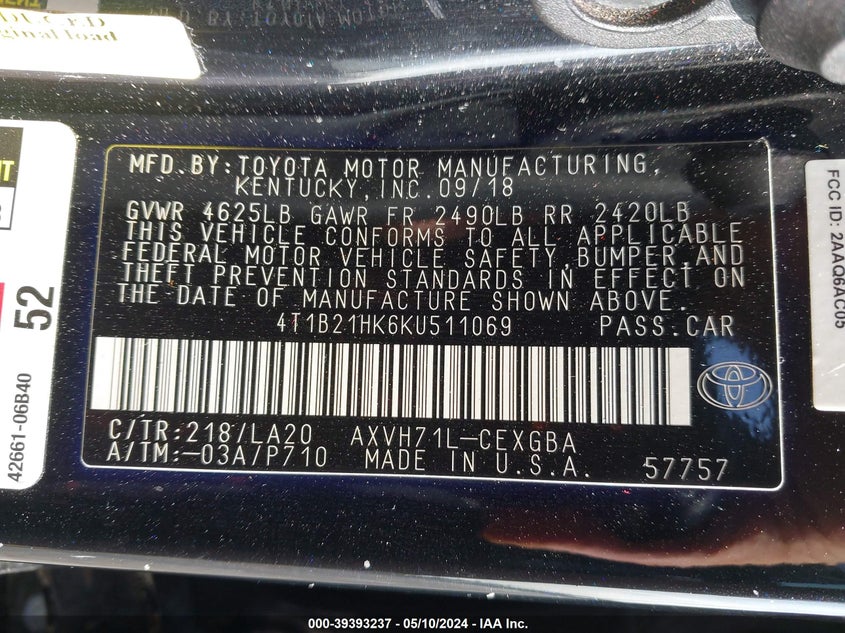 DUCED
iginal load
MFD.BY:TOYOTA MOTOR MANUFACTURING,
KENTUCKY,INC.09/18
GVWR 4625LB GAWR FR 2490LB RR 2420LB
THIS VEHICLE CONFORMS TO ALL APPLICABLE
FEDERAL MOTOR VEHICLE SAFETY,BUMPER,AND
THEFT PREVENTION STANDARDS IN EFFECT ON
THE DATE OF MANUFACTURE SHOWN ABOVE.
4T1B21HK6KU511069 PASS.CAR
C/TR:218/LA20 AXVH71L-CEXGBA
A/TM:-03A/P710 MADE IN U.S.A. 57757
52
42661-06B40
FCC ID: 2AAQ6AC05
000-39393237 - 05/10/2024 - © IAA Inc.